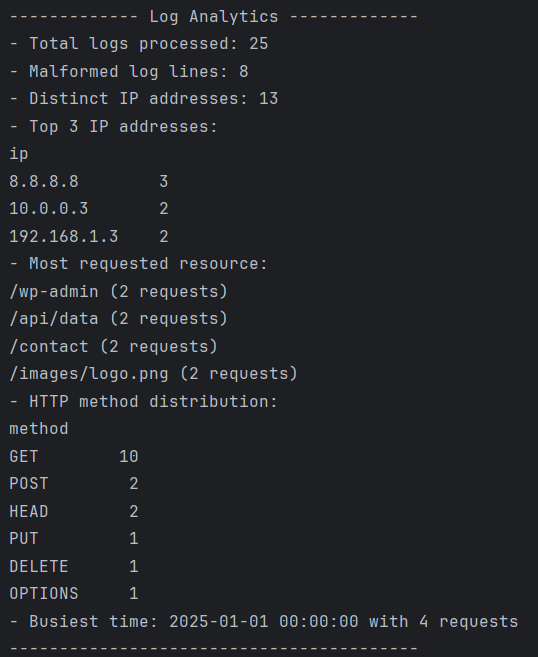 ------------- Log Analytics -------------
- Total logs processed: 25
- Malformed log lines: 8
- Distinct IP addresses: 13
- Top 3 IP addresses:
ip
8.8.8.8        3
10.0.0.3       2
192.168.1.3    2
- Most requested resource:
/wp-admin (2 requests)
/api/data (2 requests)
/contact (2 requests)
/images/logo.png (2 requests)
- HTTP method distribution:
method
GET        10
POST        2
HEAD        2
PUT         1
DELETE      1
OPTIONS     1
- Busiest time: 2025-01-01 00:00:00 with 4 requests
-----------------------------------------